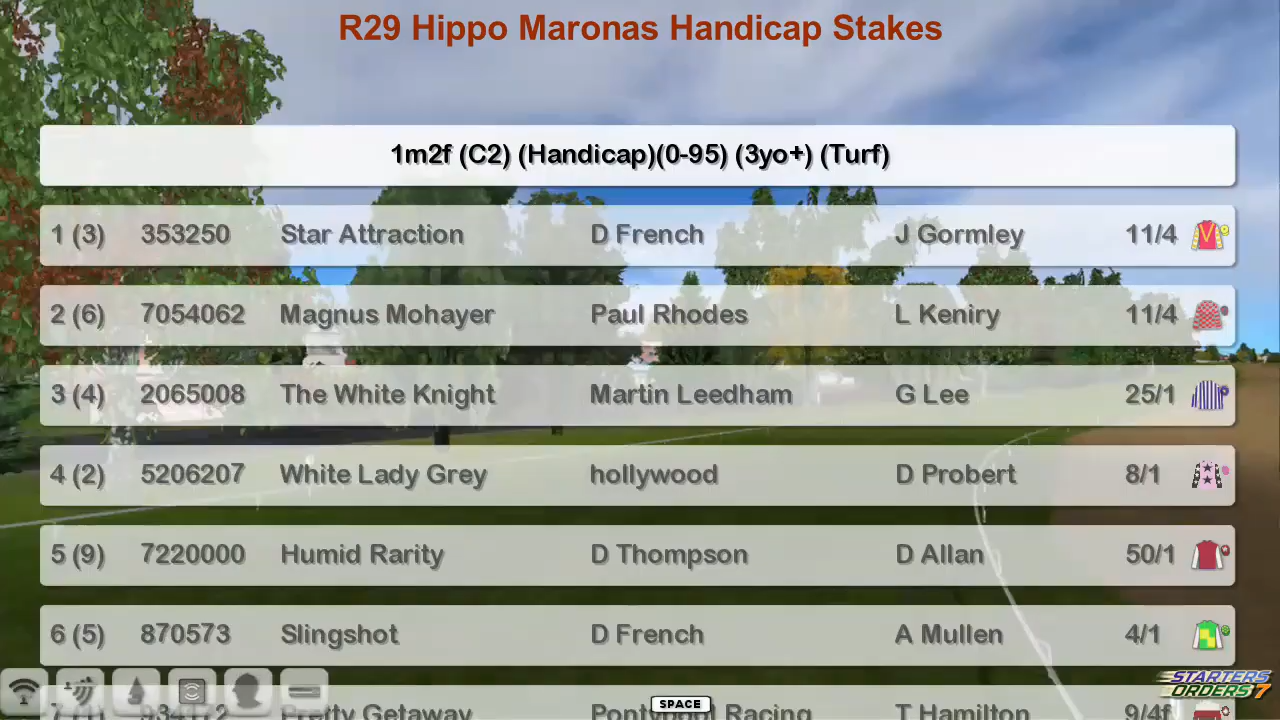 R29 Hippo Maronas Handicap Stakes
1m2f (C2) (Handicap)(0-95) (3yo+) (Turf)
1 (3) 353250 Star Attraction D French J Gormley 11/4
2 (6) 7054062 Magnus Mohayer Paul Rhodes L Keniry 11/4
3 (4) 2065008 The White Knight Martin Leedham G Lee 25/1
4 (2) 5206207 White Lady Grey hollywood D Probert 8/1
5 (9) 7220000 Humid Rarity D Thompson D Allan 50/1
6 (5) 870573 Slingshot D French A Mullen 4/1
Pretty Getaway Pontypool Racing T Hamilton 9/4f
SPACE
STARTERS
ORDERS 7